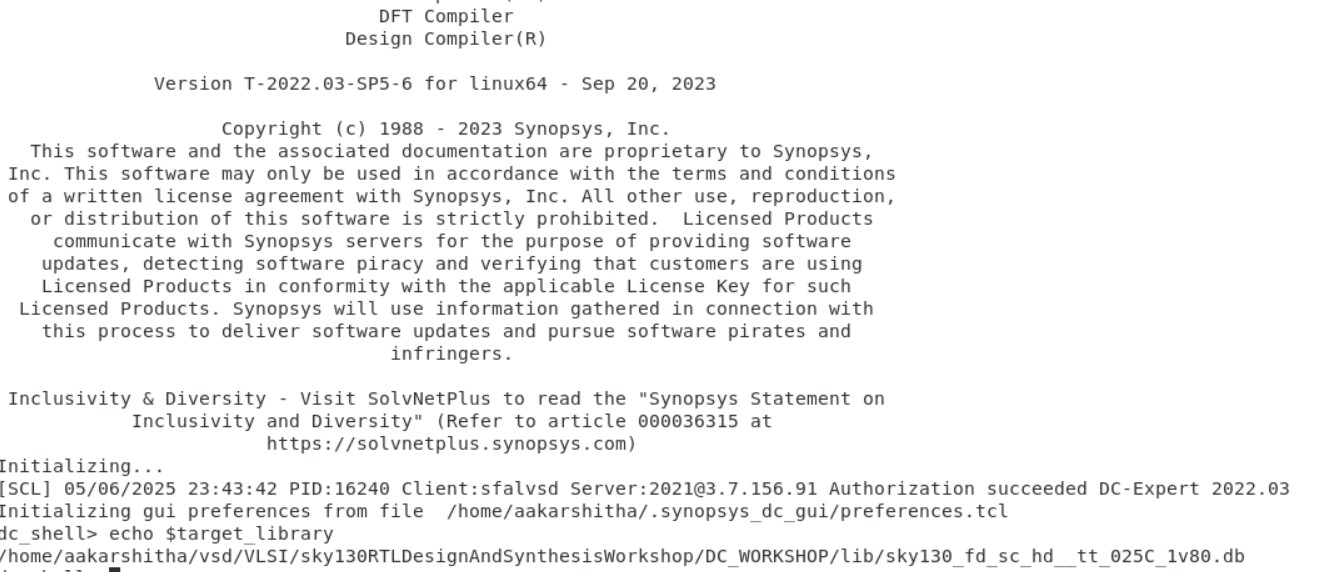 DFT Compiler
Design Compiler(R)
Version T-2022.03-SP5-6 for linux64 - Sep 20, 2023
Copyright (c) 1988 - 2023 Synopsys, Inc.
This software and the associated documentation are proprietary to Synopsys,
Inc. This software may only be used in accordance with the terms and conditions
of a written license agreement with Synopsys, Inc. All other use, reproduction,
or distribution of this software is strictly prohibited.  Licensed Products
communicate with Synopsys servers for the purpose of providing software
updates, detecting software piracy and verifying that customers are using
Licensed Products in conformity with the applicable License Key for such
Licensed Products. Synopsys will use information gathered in connection with
this process to deliver software updates and pursue software pirates and
infringers.
Inclusivity & Diversity - Visit SolvNetPlus to read the "Synopsys Statement on
Inclusivity and Diversity" (Refer to article 000036315 at
https://solvnetplus.synopsys.com)
Initializing...
[SCL] 05/06/2025 23:43:42 PID:16240 Client:sfalvsd Server:2021@3.7.156.91 Authorization succeeded DC-Expert 2022.03
Initializing gui preferences from file  /home/aakarshitha/.synopsys_dc_gui/preferences.tcl
dc_shell> echo $target_library
/home/aakarshitha/vsd/VLSI/sky130RTLDesignAndSynthesisWorkshop/DC_WORKSHOP/lib/sky130_fd_sc_hd__tt_025C_1v80.db